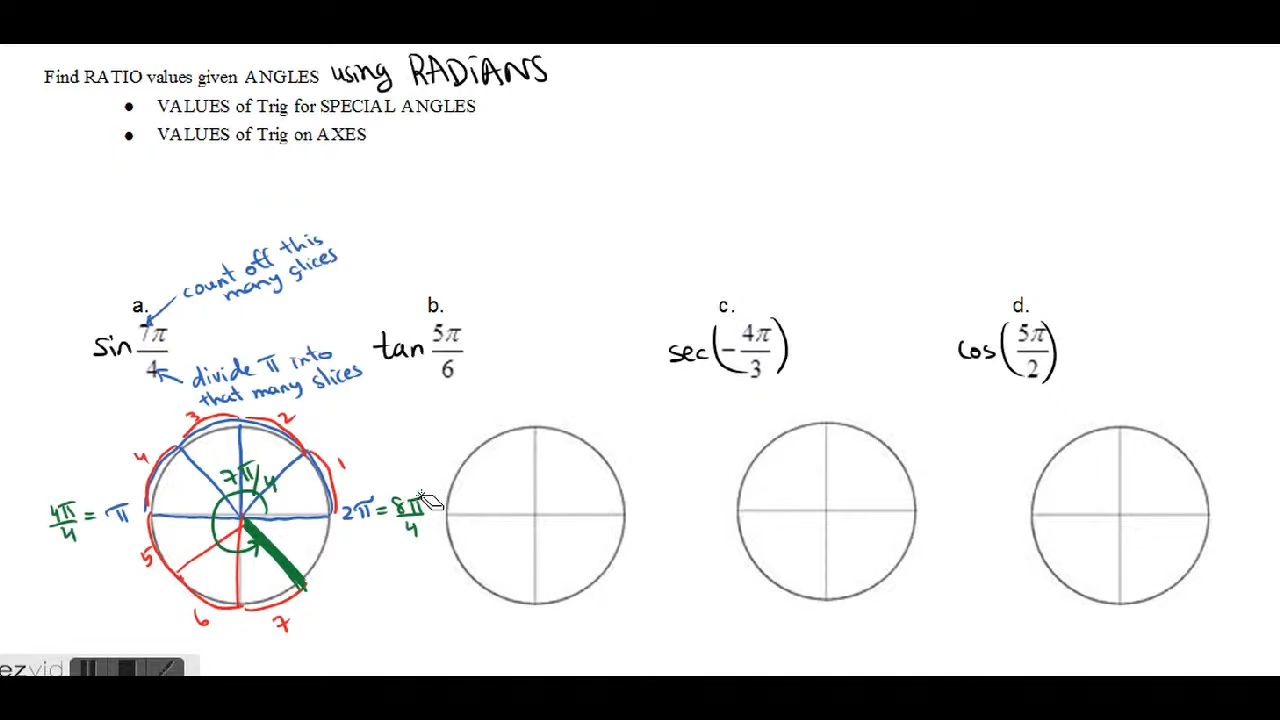 Find RATIO values given ANGLES using RADIANS
• VALUES of Trig for SPECIAL ANGLES
• VALUES of Trig on AXES
count off this
many slices
a.
sin 7π/4
divide π into
that many slices
b.
tan 5π/6
c.
sec(-4π/3)
d.
cos(5π/2)
3
2
4
1
7π/4
4π/4 = π
2π = 8π/4
5
6
7
ezvid